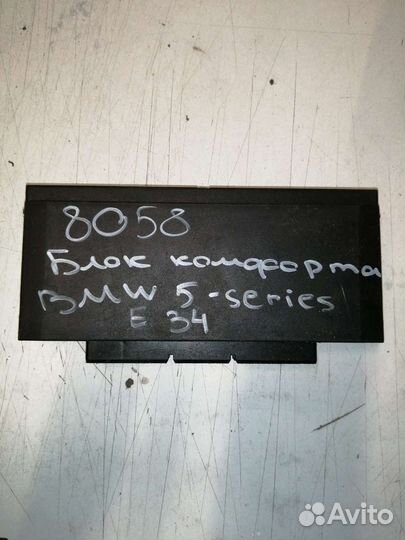 8058
Блок комфорта
BMW 5-series
E 34
Avito